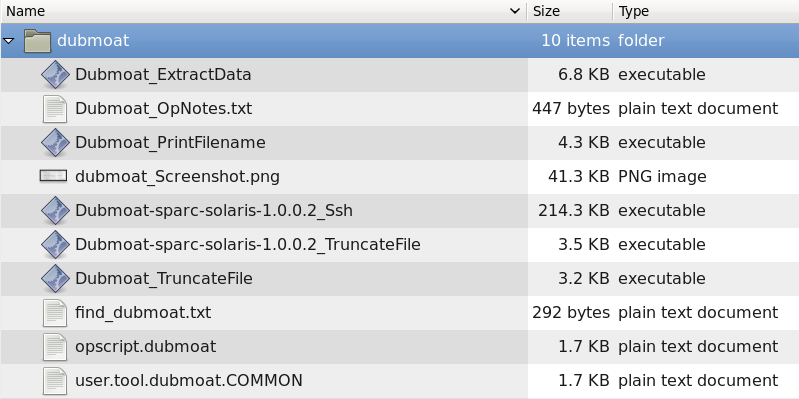 Name Size Type
dubmoat 10 items folder
Dubmoat_ExtractData 6.8 KB executable
Dubmoat_OpNotes.txt 447 bytes plain text document
Dubmoat_PrintFilename 4.3 KB executable
dubmoat_Screenshot.png 41.3 KB PNG image
Dubmoat-sparc-solaris-1.0.0.2_Ssh 214.3 KB executable
Dubmoat-sparc-solaris-1.0.0.2_TruncateFile 3.5 KB executable
Dubmoat_TruncateFile 3.2 KB executable
find_dubmoat.txt 292 bytes plain text document
opscript.dubmoat 1.7 KB plain text document
user.tool.dubmoat.COMMON 1.7 KB plain text document